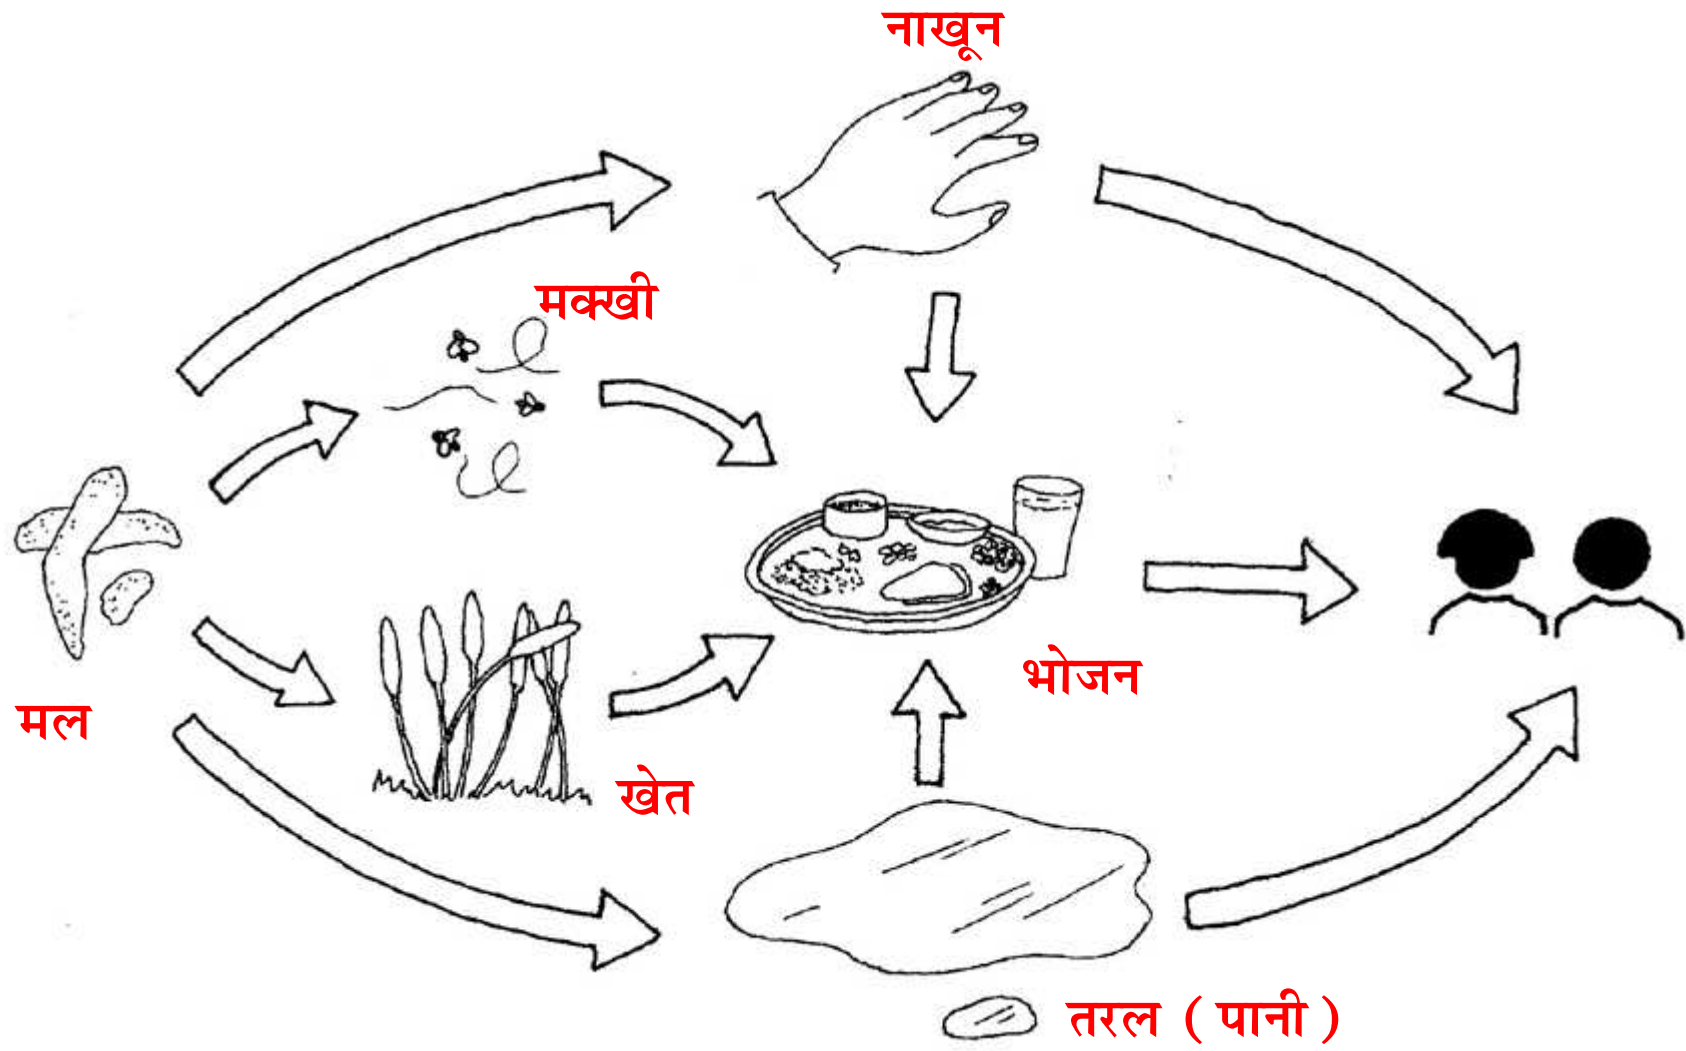 नाखून
मक्खी
मल
खेत
भोजन
तरल ( पानी )